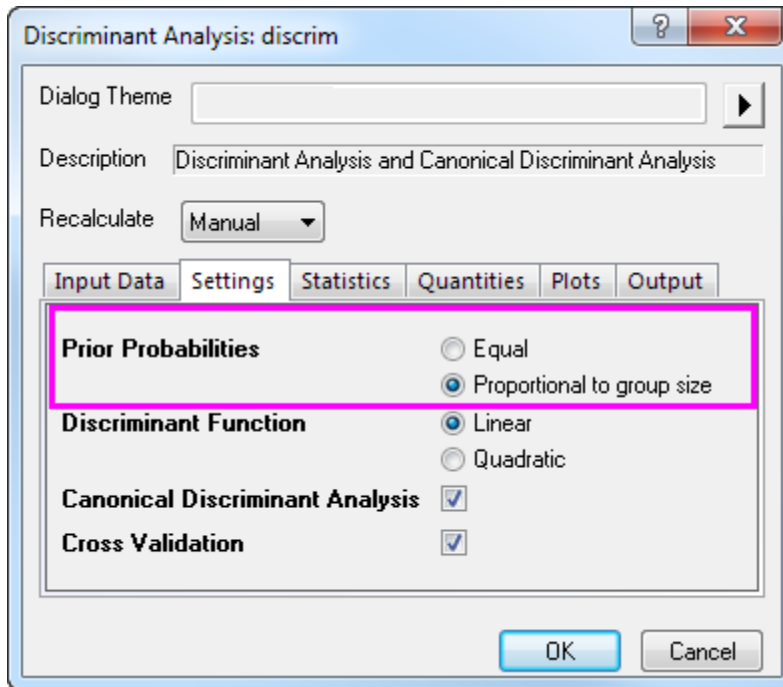 Discriminant Analysis: discrim
?
X
Dialog Theme
Description Discriminant Analysis and Canonical Discriminant Analysis
Recalculate Manual
Input Data Settings Statistics Quantities Plots Output
Prior Probabilities Equal
Proportional to group size
Discriminant Function Linear
Quadratic
Canonical Discriminant Analysis
Cross Validation
OK Cancel